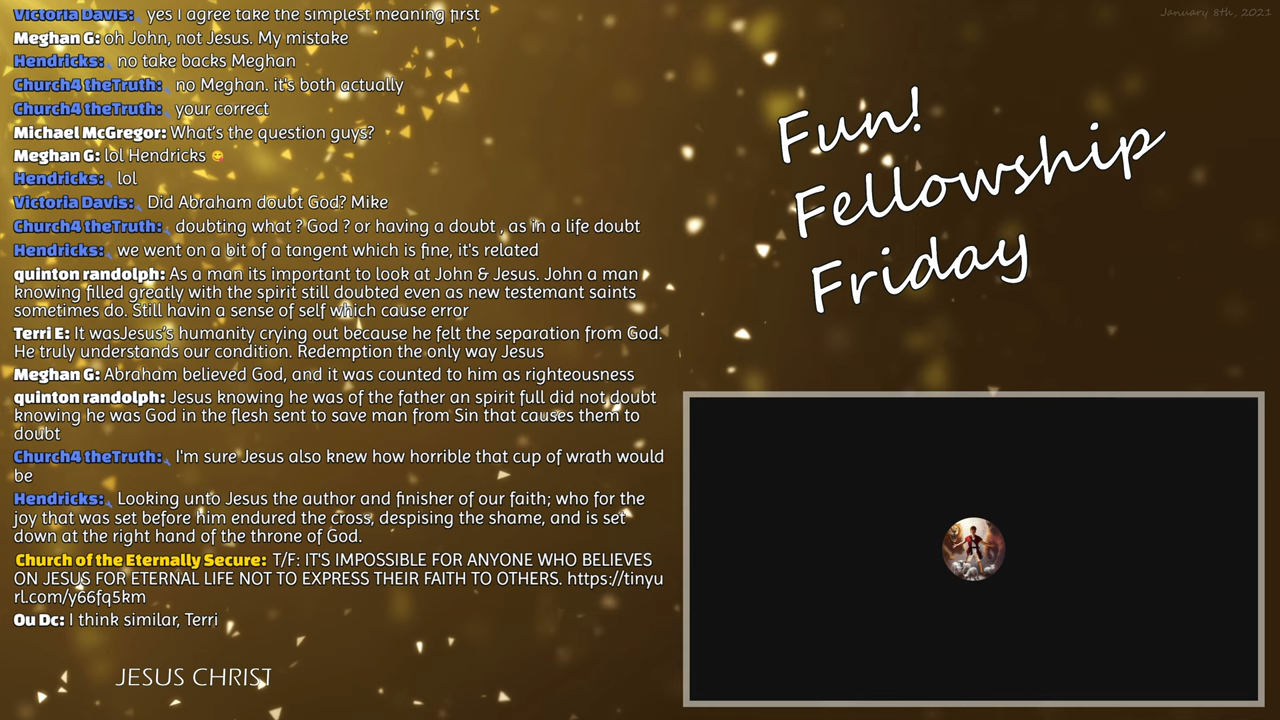 Victoria Davis: yes I agree take the simplest meaning first
Meghan G: oh John, not Jesus. My mistake
Hendricks: no take backs Meghan
Church4theTruth: no Meghan. it's both actually
Church4theTruth: your correct
Michael McGregor: What's the question guys?
Meghan G: lol Hendricks 😋
Hendricks: lol
Victoria Davis: Did Abraham doubt God? Mike
Church4theTruth: doubting what ? God ? or having a doubt , as in a life doubt
Hendricks: we went on a bit of a tangent which is fine, it's related
quinton randolph: As a man its important to look at John & Jesus. John a man
knowing filled greatly with the spirit still doubted even as new testemant saints
sometimes do. Still havin a sense of self which cause error
Terri E: It wasJesus's humanity crying out because he felt the separation from God.
He truly understands our condition. Redemption the only way Jesus
Meghan G: Abraham believed God, and it was counted to him as righteousness
quinton randolph: Jesus knowing he was of the father an spirit full did not doubt
knowing he was God in the flesh sent to save man from Sin that causes them to
doubt
Church4theTruth: I'm sure Jesus also knew how horrible that cup of wrath would
be
Hendricks: Looking unto Jesus the author and finisher of our faith; who for the
joy that was set before him endured the cross, despising the shame, and is set
down at the right hand of the throne of God.
Church of the Eternally Secure: T/F: IT'S IMPOSSIBLE FOR ANYONE WHO BELIEVES
ON JESUS FOR ETERNAL LIFE NOT TO EXPRESS THEIR FAITH TO OTHERS. https://tinyu
rl.com/y66fq5km
Ou Dc: I think similar, Terri
JESUS CHRIST
January 8th, 2021
Fun!
Fellowship
Friday